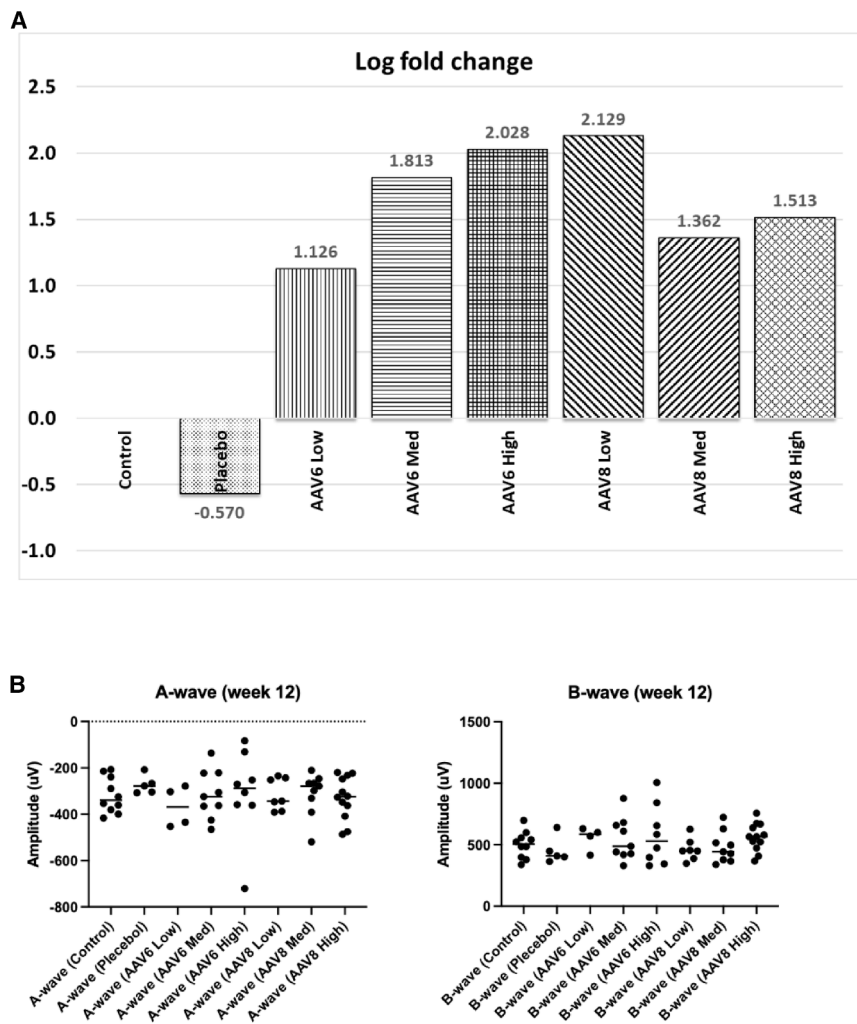 A
Log fold change
2.5
2.0
1.5
1.0
0.5
0.0
-0.5
-1.0
-0.570
1.126
1.813
2.028
2.129
1.362
1.513
Control
Placebo
AAV6 Low
AAV6 Med
AAV6 High
AAV8 Low
AAV8 Med
AAV8 High
B
A-wave (week 12)
Amplitude (uV)
0
-200
-400
-600
-800
A-wave (Control)
A-wave (Plecebol)
A-wave (AAV6 Low)
A-wave (AAV6 Med)
A-wave (AAV6 High)
A-wave (AAV8 Low)
A-wave (AAV8 Med)
A-wave (AAV8 High)
B-wave (week 12)
Amplitude (uV)
1500
1000
500
0
B-wave (Control)
B-wave (Plecebol)
B-wave (AAV6 Low)
B-wave (AAV6 Med)
B-wave (AAV6 High)
B-wave (AAV8 Low)
B-wave (AAV8 Med)
B-wave (AAV8 High)